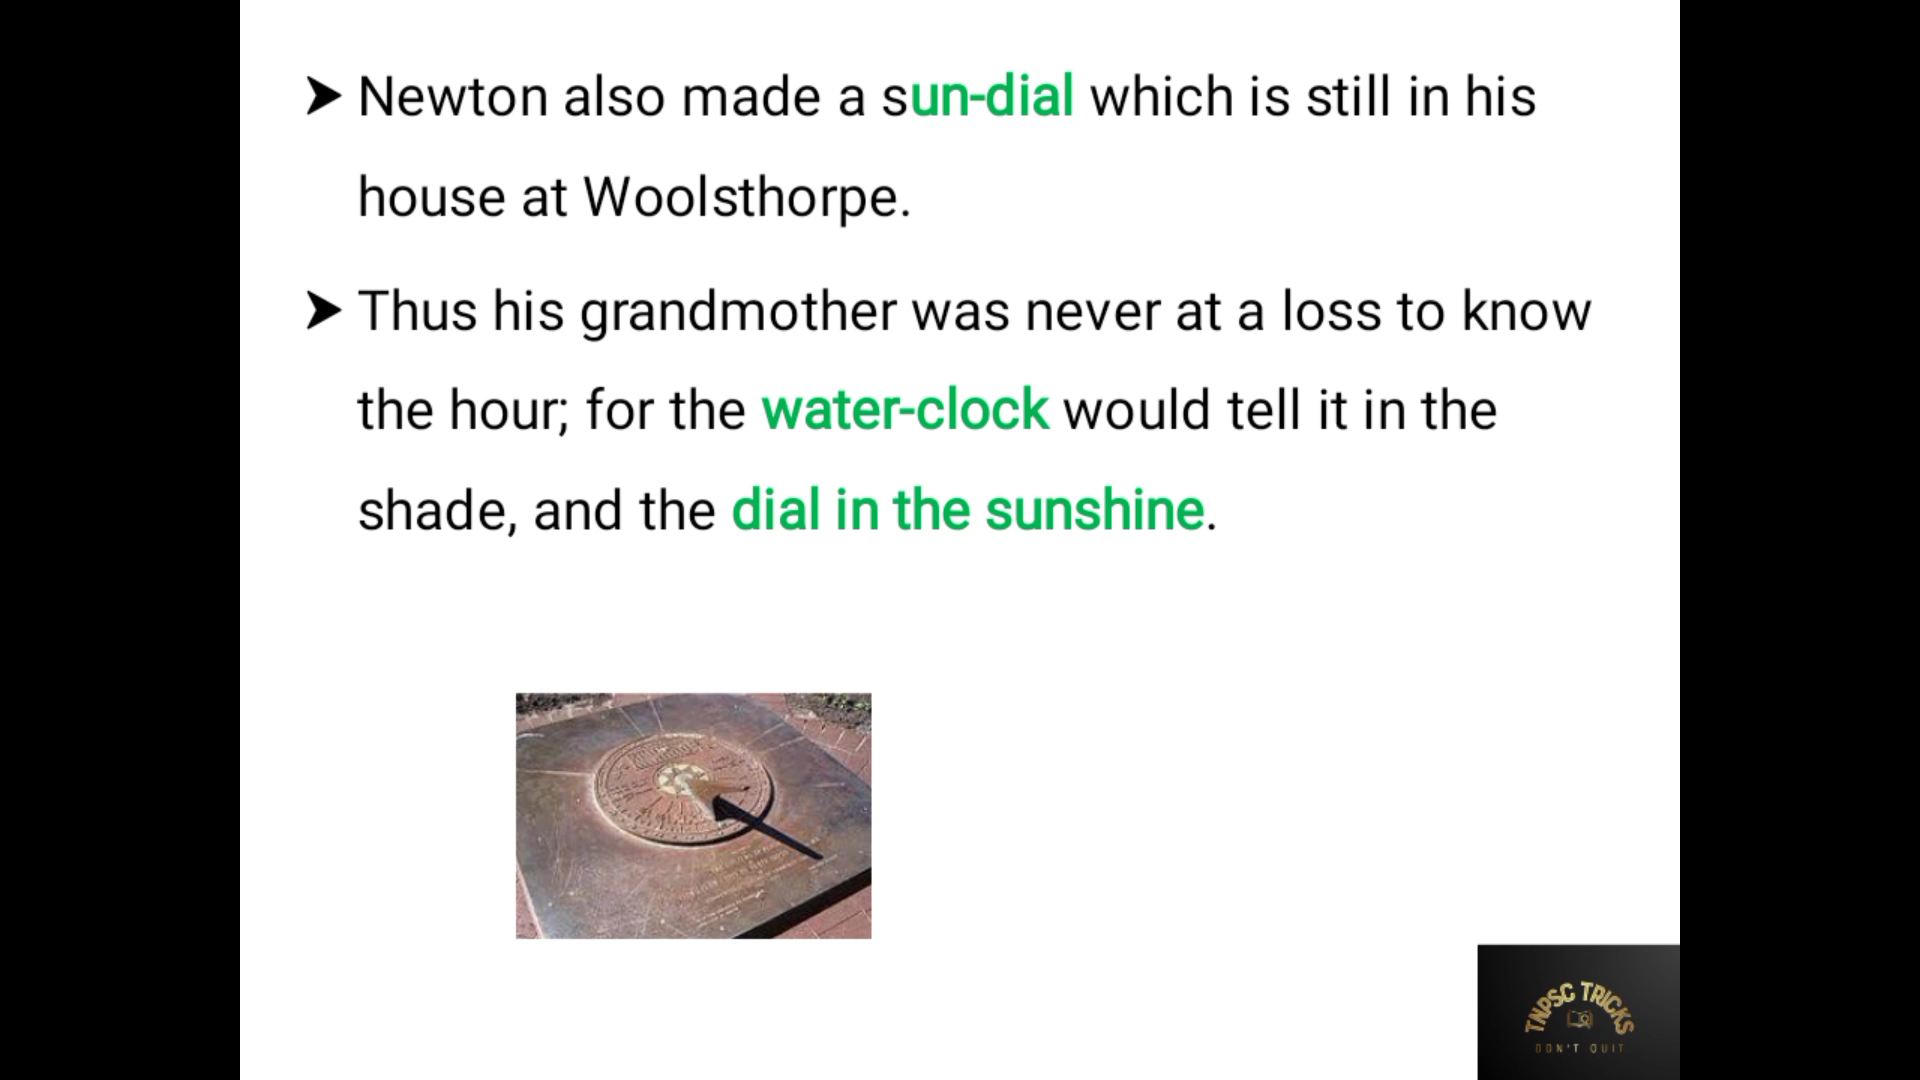 ➤ Newton also made a sun-dial which is still in his
house at Woolsthorpe.
➤ Thus his grandmother was never at a loss to know
the hour; for the water-clock would tell it in the
shade, and the dial in the sunshine.
TNPSC TRICKS
DON'T QUIT